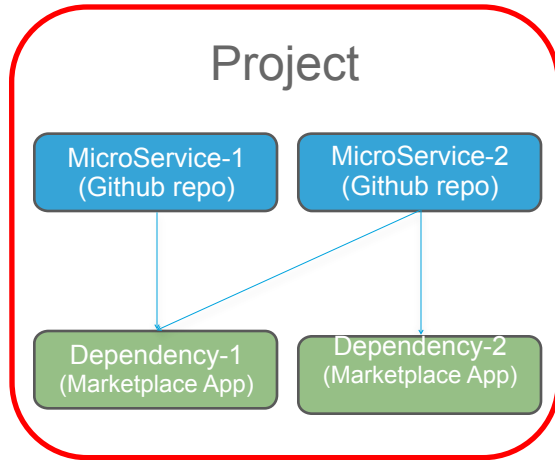 Project
MicroService-1
(Github repo)
MicroService-2
(Github repo)
Dependency-1
(Marketplace App)
Dependency-2
(Marketplace App)